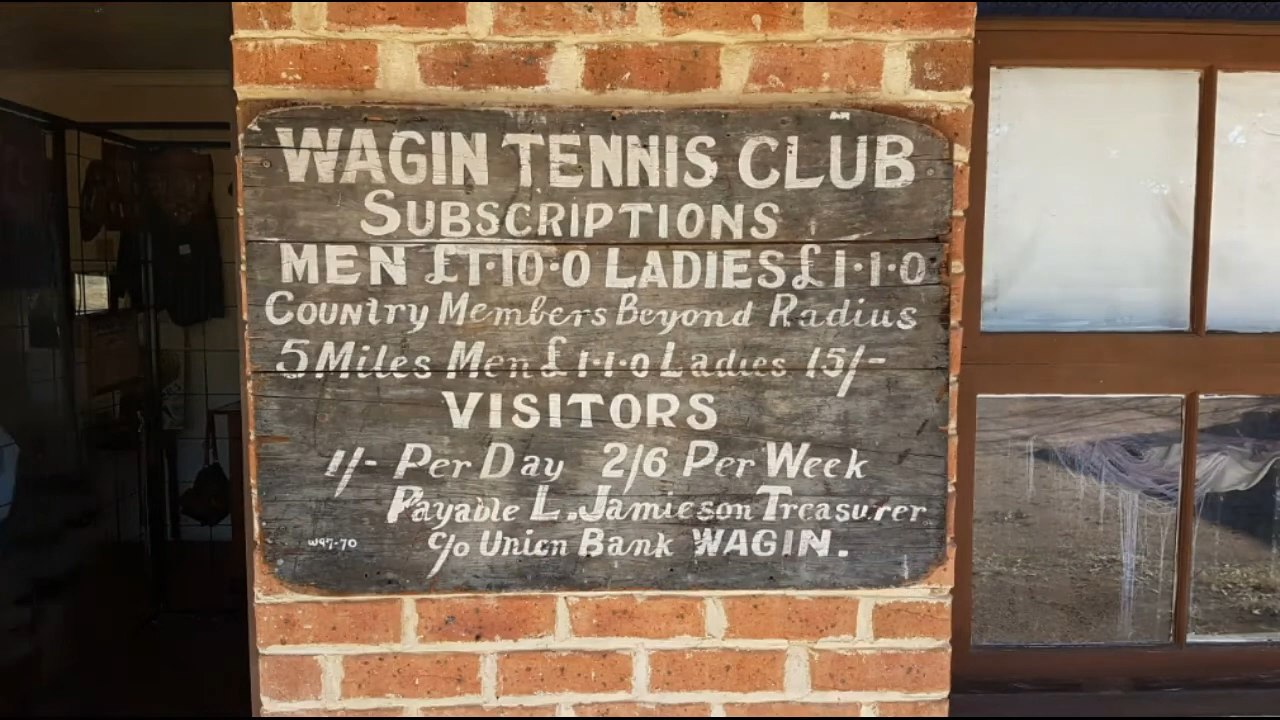 WAGIN TENNIS CLUB
SUBSCRIPTIONS
MEN £1·10·0 LADIES £1·1·0
Country Members Beyond Radius
5 Miles Men £1·1·0 Ladies 15/-
VISITORS
1/- Per Day 2/6 Per Week
Payable L. Jamieson Treasurer
c/o Union Bank WAGIN.
W97-70